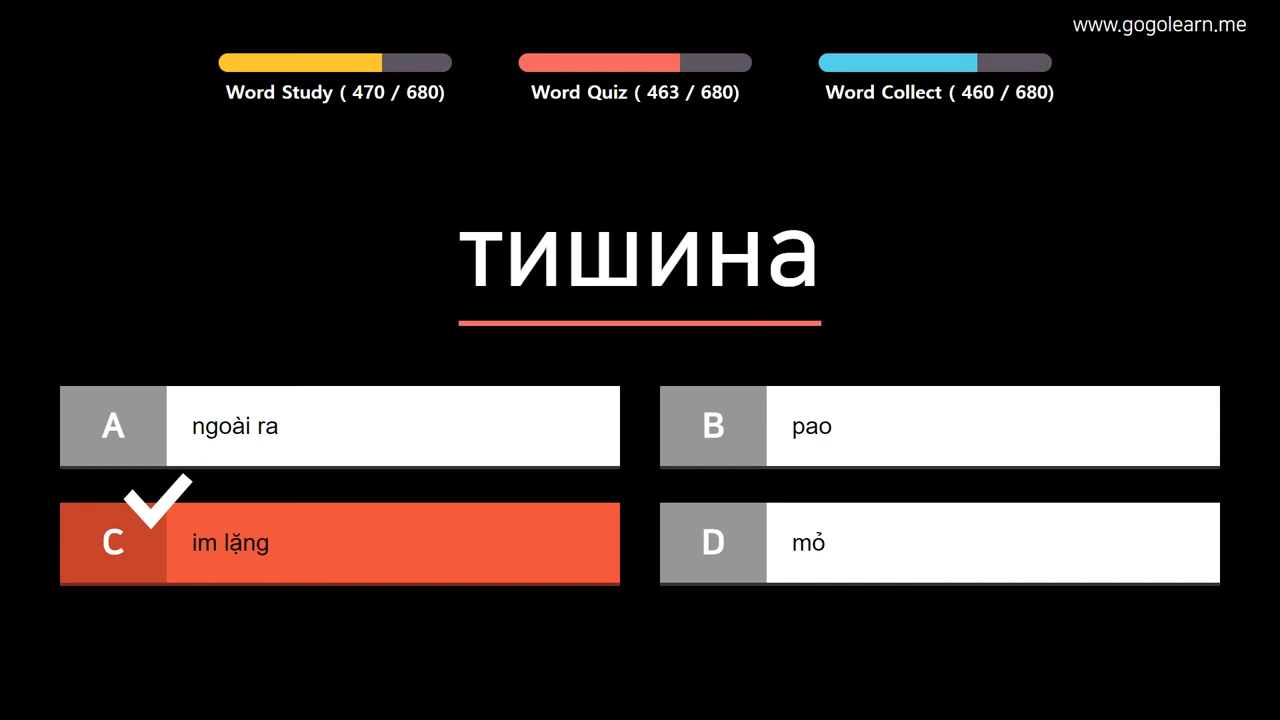 www.gogolearn.me
Word Study ( 470 / 680)
Word Quiz ( 463 / 680)
Word Collect ( 460 / 680)
тишина
A ngoài ra
B pao
C im lặng
D mỏ